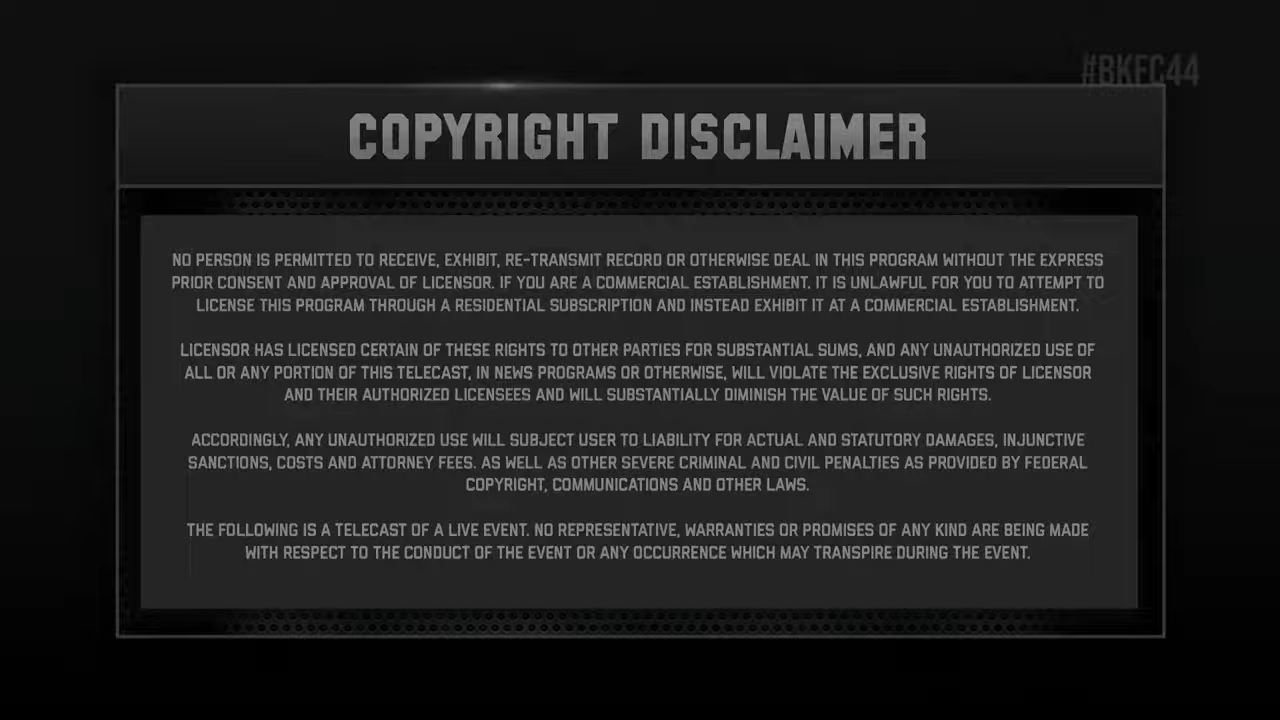 #BKFC44
COPYRIGHT DISCLAIMER
NO PERSON IS PERMITTED TO RECEIVE, EXHIBIT, RE-TRANSMIT RECORD OR OTHERWISE DEAL IN THIS PROGRAM WITHOUT THE EXPRESS
PRIOR CONSENT AND APPROVAL OF LICENSOR. IF YOU ARE A COMMERCIAL ESTABLISHMENT. IT IS UNLAWFUL FOR YOU TO ATTEMPT TO
LICENSE THIS PROGRAM THROUGH A RESIDENTIAL SUBSCRIPTION AND INSTEAD EXHIBIT IT AT A COMMERCIAL ESTABLISHMENT.
LICENSOR HAS LICENSED CERTAIN OF THESE RIGHTS TO OTHER PARTIES FOR SUBSTANTIAL SUMS, AND ANY UNAUTHORIZED USE OF
ALL OR ANY PORTION OF THIS TELECAST, IN NEWS PROGRAMS OR OTHERWISE, WILL VIOLATE THE EXCLUSIVE RIGHTS OF LICENSOR
AND THEIR AUTHORIZED LICENSEES AND WILL SUBSTANTIALLY DIMINISH THE VALUE OF SUCH RIGHTS.
ACCORDINGLY, ANY UNAUTHORIZED USE WILL SUBJECT USER TO LIABILITY FOR ACTUAL AND STATUTORY DAMAGES, INJUNCTIVE
SANCTIONS, COSTS AND ATTORNEY FEES. AS WELL AS OTHER SEVERE CRIMINAL AND CIVIL PENALTIES AS PROVIDED BY FEDERAL
COPYRIGHT, COMMUNICATIONS AND OTHER LAWS.
THE FOLLOWING IS A TELECAST OF A LIVE EVENT. NO REPRESENTATIVE, WARRANTIES OR PROMISES OF ANY KIND ARE BEING MADE
WITH RESPECT TO THE CONDUCT OF THE EVENT OR ANY OCCURRENCE WHICH MAY TRANSPIRE DURING THE EVENT.